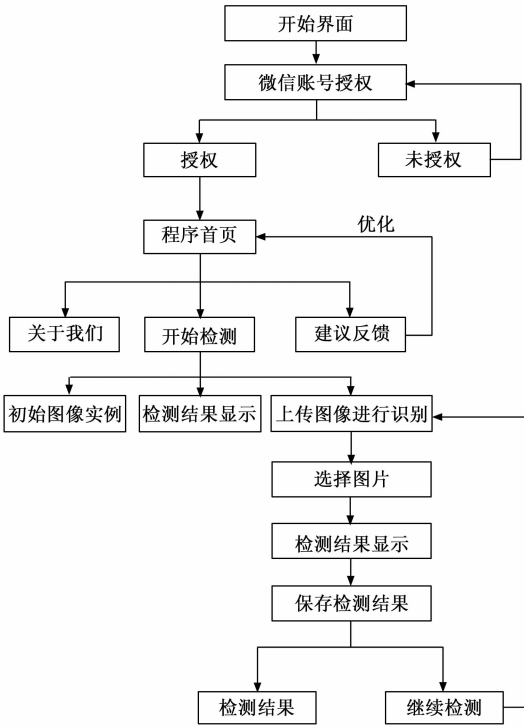 开始界面
微信账号授权
授权
未授权
程序首页
优化
关于我们
开始检测
建议反馈
初始图像实例
检测结果显示
上传图像进行识别
选择图片
检测结果显示
保存检测结果
检测结果
继续检测